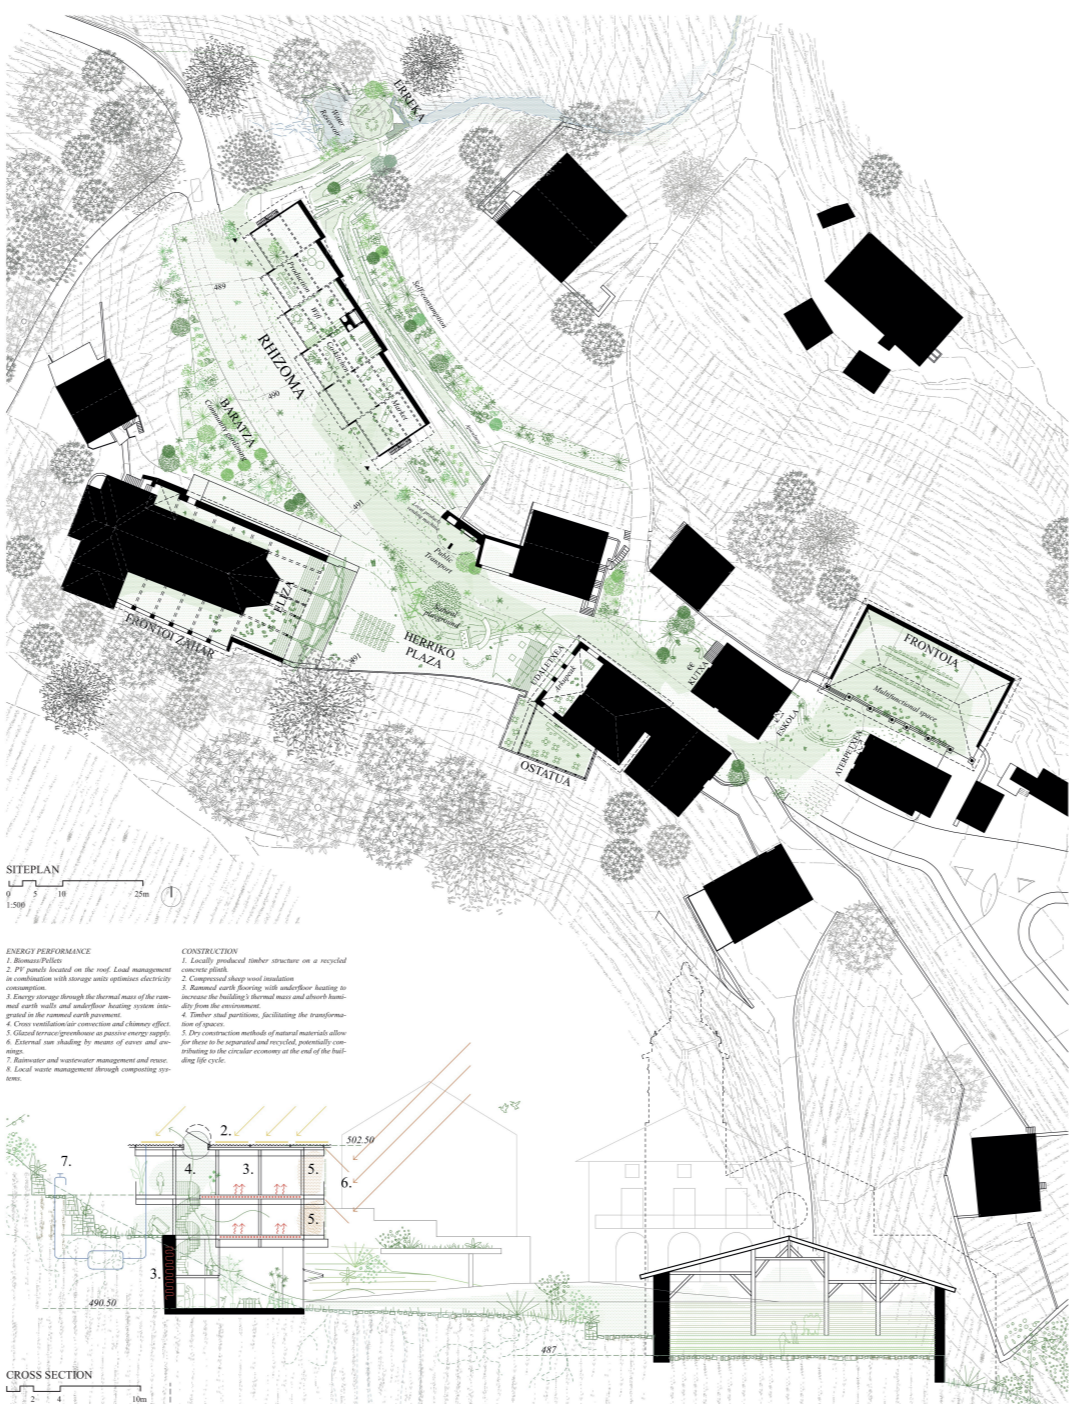 ERREKA
Water
Reservoir
489
Production
Wifi
Self-consumption
RHIZOMA
490
Market
BARATZA
Community gardening
491
Public
Transport
School
playground
ELIZA
FRONTOI ZAHAR
HERRIKO
PLAZA
491
UDALETXEA
Arkupeak
OSTATUA
KUTXA
ESKOLA
ATERPETXEA
FRONTOIA
Multifunctional space
SITEPLAN
0 5 10 25m
1:500
ENERGY PERFORMANCE
1. Biomass/Pellets
2. PV panels located on the roof. Load management
in combination with storage units optimises electricity
consumption.
3. Energy storage through the thermal mass of the ram-
med earth walls and underfloor heating system inte-
grated in the rammed earth pavement.
4. Cross ventilation/air convection and chimney effect.
5. Glazed terrace/greenhouse as passive energy supply.
6. External sun shading by means of eaves and aw-
nings.
7. Rainwater and wastewater management and reuse.
8. Local waste management through composting sys-
tems.
CONSTRUCTION
1. Locally produced timber structure on a recycled
concrete plinth.
2. Compressed sheep wool insulation
3. Rammed earth flooring with underfloor heating to
increase the building's thermal mass and absorb humi-
dity from the environment.
4. Timber stud partitions, facilitating the transforma-
tion of spaces.
5. Dry construction methods of natural materials allow
for these to be separated and recycled, potentially con-
tributing to the circular economy at the end of the buil-
ding life cycle.
2.
502.50
7.
4.
3.
5.
6.
5.
3.
490.50
487
CROSS SECTION
2 4 10m